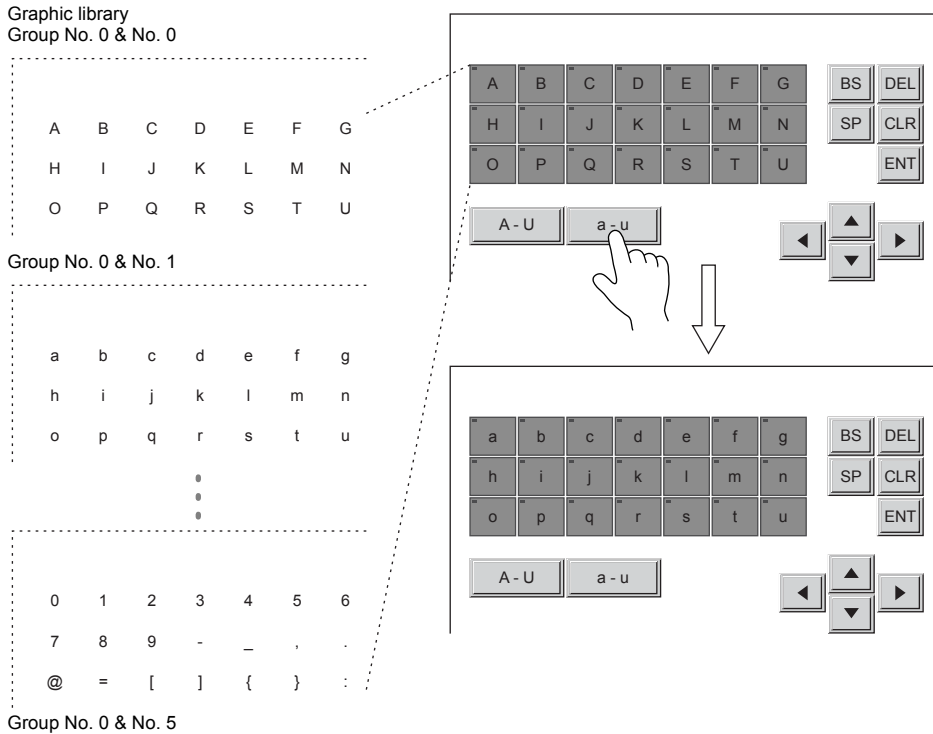 Graphic library
Group No. 0 & No. 0
A B C D E F G
H I J K L M N
O P Q R S T U
Group No. 0 & No. 1
a b c d e f g
h i j k l m n
o p q r s t u
0 1 2 3 4 5 6
7 8 9 - _ , .
@ = [ ] { } :
Group No. 0 & No. 5
A B C D E F G BS DEL
H I J K L M N SP CLR
O P Q R S T U ENT
A - U a - u
a b c d e f g BS DEL
h i j k l m n SP CLR
o p q r s t u ENT
A - U a - u